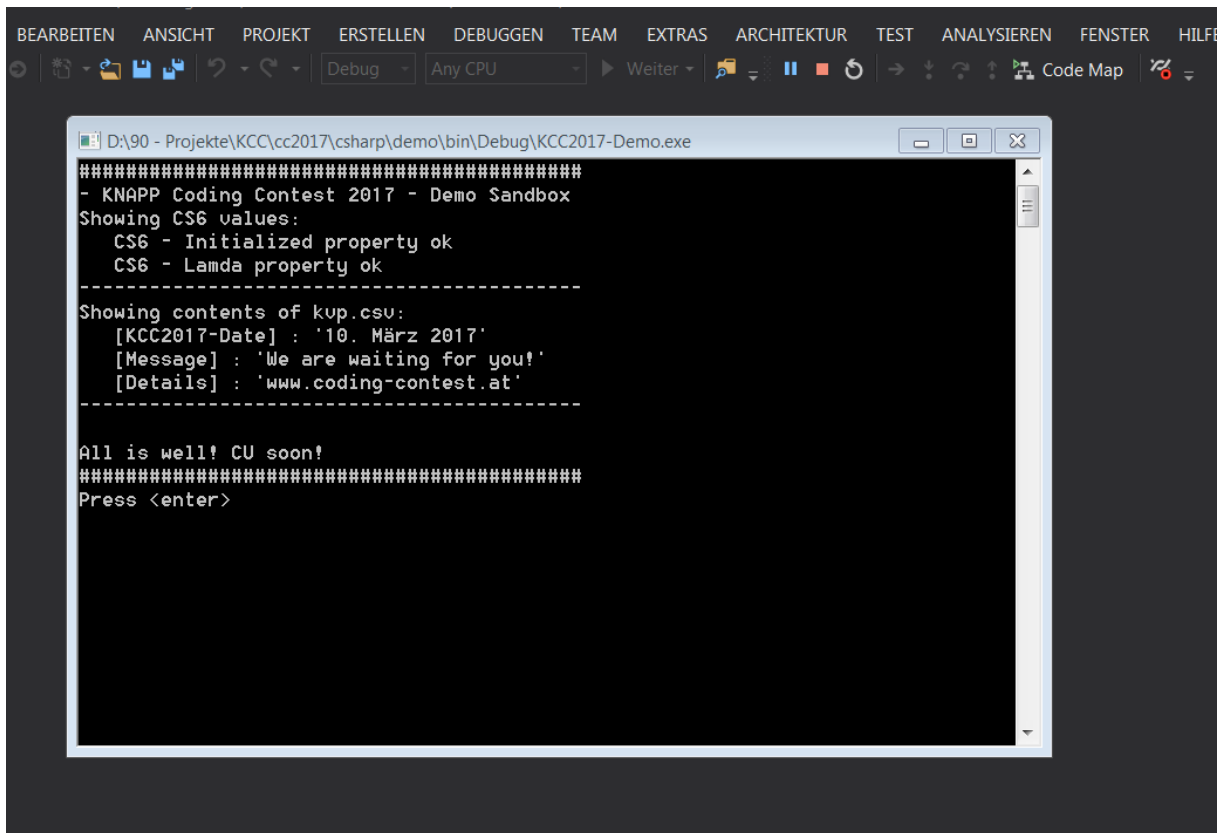 BEARBEITEN ANSICHT PROJEKT ERSTELLEN DEBUGGEN TEAM EXTRAS ARCHITEKTUR TEST ANALYSIEREN FENSTER HILFE
Debug Any CPU Weiter Code Map
D:\90 - Projekte\KCC\cc2017\csharp\demo\bin\Debug\KCC2017-Demo.exe
###########################################
- KNAPP Coding Contest 2017 - Demo Sandbox
Showing CS6 values:
   CS6 - Initialized property ok
   CS6 - Lamda property ok
-------------------------------------------
Showing contents of kvp.csv:
   [KCC2017-Date] : '10. März 2017'
   [Message] : 'We are waiting for you!'
   [Details] : 'www.coding-contest.at'
-------------------------------------------
All is well! CU soon!
###########################################
Press <enter>